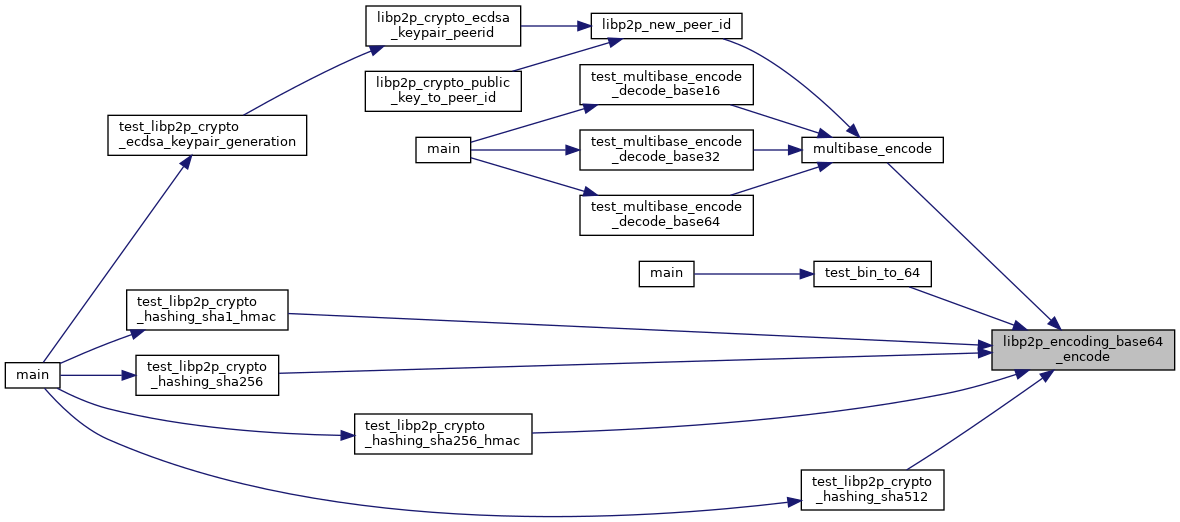 libp2p_crypto_ecdsa
_keypair_peerid
libp2p_new_peer_id
libp2p_crypto_public
_key_to_peer_id
test_multibase_encode
_decode_base16
test_libp2p_crypto
_ecdsa_keypair_generation
main
test_multibase_encode
_decode_base32
multibase_encode
test_multibase_encode
_decode_base64
main
test_bin_to_64
test_libp2p_crypto
_hashing_sha1_hmac
libp2p_encoding_base64
_encode
main
test_libp2p_crypto
_hashing_sha256
test_libp2p_crypto
_hashing_sha256_hmac
test_libp2p_crypto
_hashing_sha512